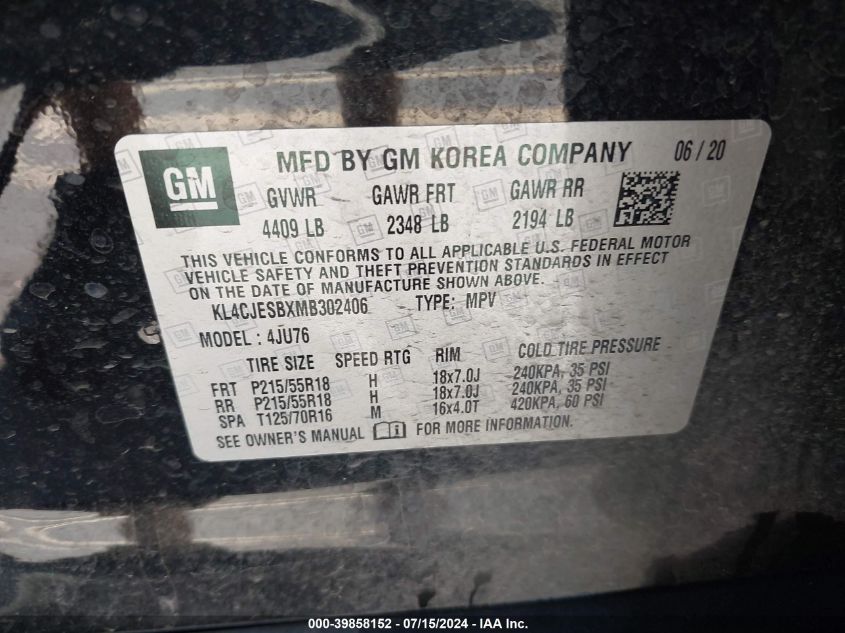 GM
MFD BY GM KOREA COMPANY 06 / 20
GVWR GAWR FRT GAWR RR
4409 LB 2348 LB 2194 LB
THIS VEHICLE CONFORMS TO ALL APPLICABLE U.S. FEDERAL MOTOR
VEHICLE SAFETY AND THEFT PREVENTION STANDARDS IN EFFECT
ON THE DATE OF MANUFACTURE SHOWN ABOVE.
KL4CJESBXMB302406 TYPE: MPV
MODEL : 4JU76
TIRE SIZE SPEED RTG RIM COLD TIRE PRESSURE
FRT P215/55R18 H 18x7.0J 240KPA, 35 PSI
RR P215/55R18 H 18x7.0J 240KPA, 35 PSI
SPA T125/70R16 M 16x4.0T 420KPA, 60 PSI
SEE OWNER'S MANUAL FOR MORE INFORMATION.
000-39858152 - 07/15/2024 - IAA Inc.